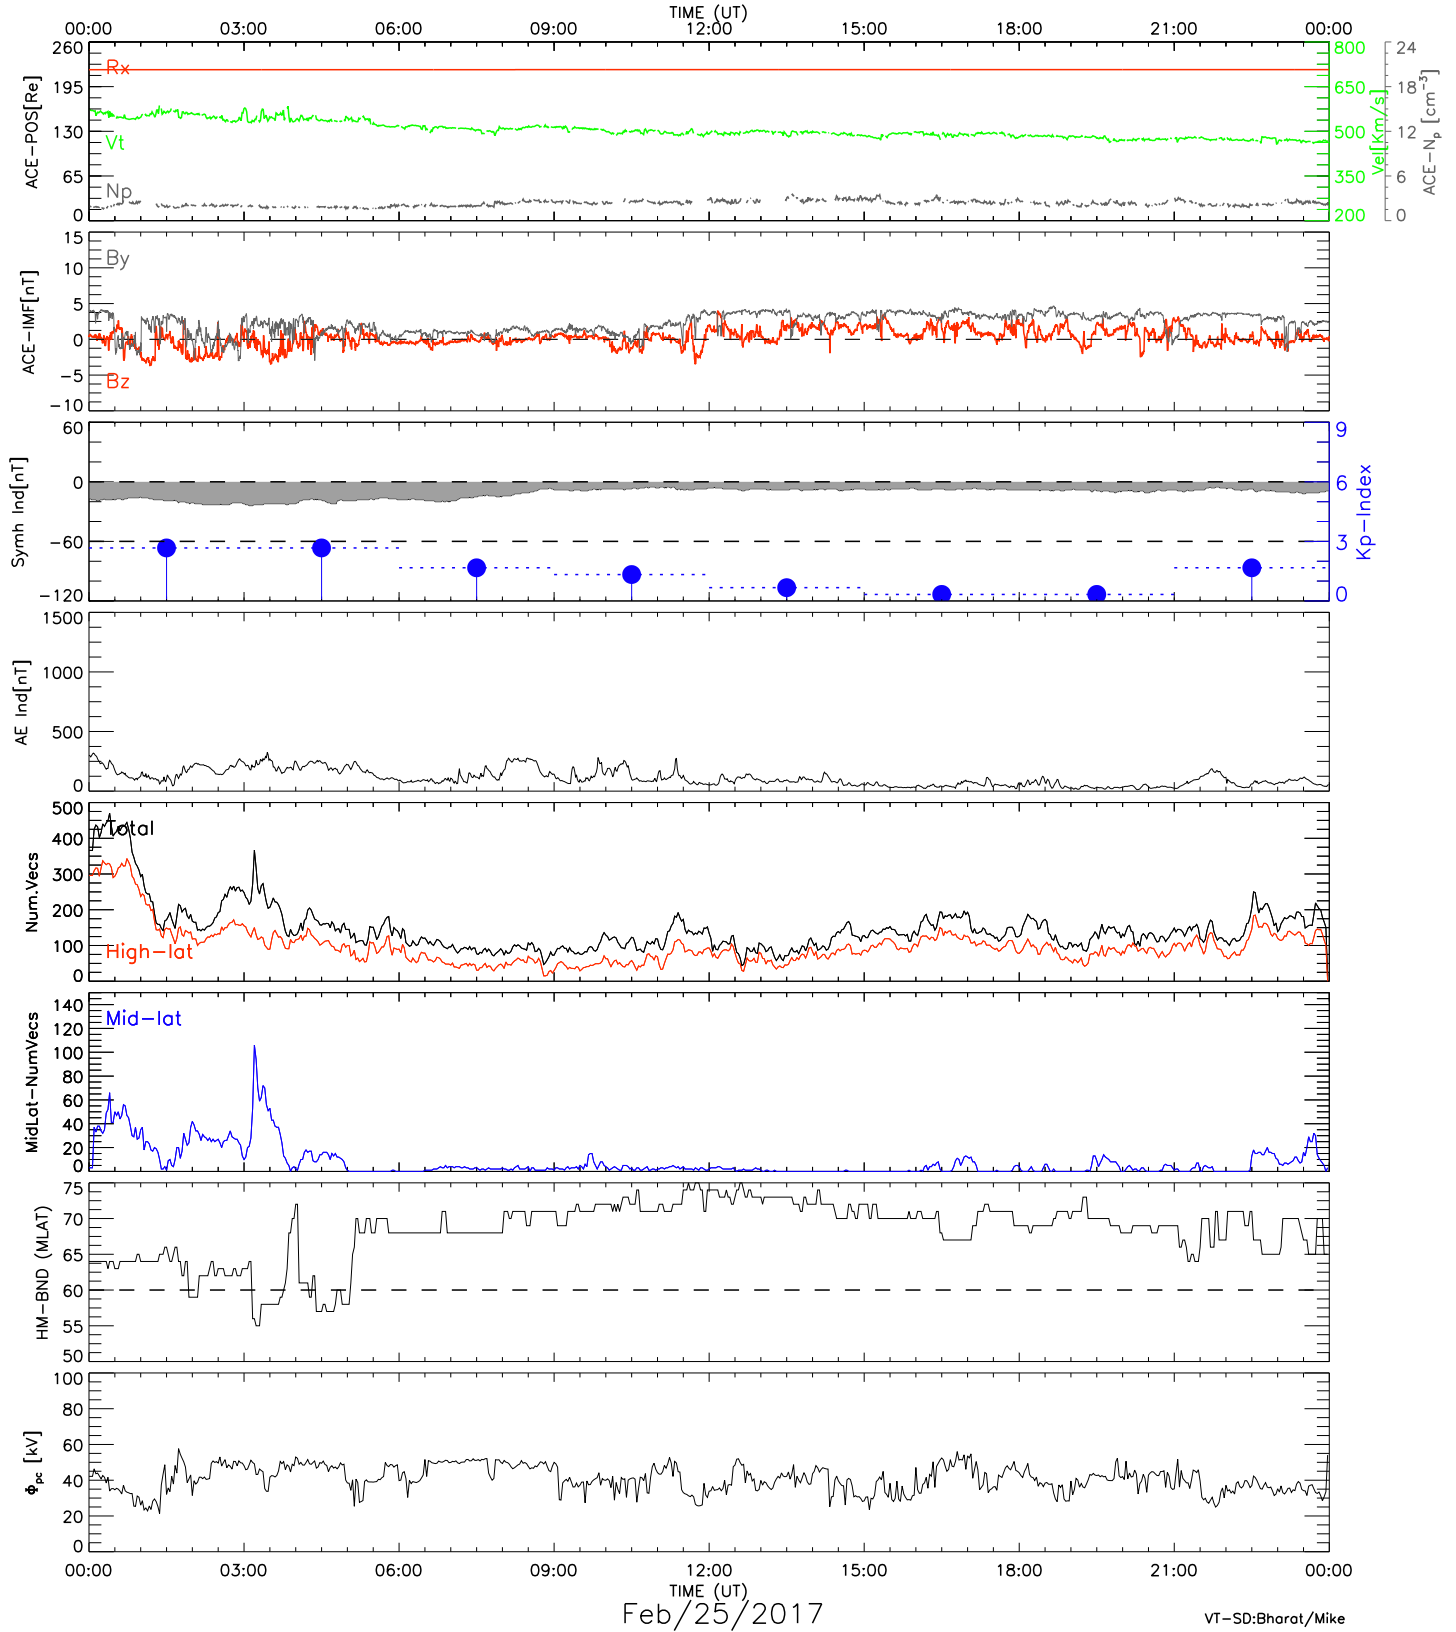 TIME (UT)
00:00 03:00 06:00 09:00 12:00 15:00 18:00 21:00 00:00
ACE-POS[Re]
260
195
130
65
0
Rx
Vt
Np
800
650
500
350
200
Vel[Km/s]
24
18
12
6
0
ACE-Np [cm-3]
ACE-IMF[nT]
15
10
5
0
-5
-10
By
Bz
Symh Ind[nT]
60
0
-60
-120
9
6
3
0
Kp-Index
AE Ind[nT]
1500
1000
500
0
Num.Vecs
500
400
300
200
100
0
Total
High-lat
MidLat-NumVecs
140
120
100
80
60
40
20
0
Mid-lat
HM-BND (MLAT)
75
70
65
60
55
50
Φpc [kV]
100
80
60
40
20
0
00:00 03:00 06:00 09:00 12:00 15:00 18:00 21:00 00:00
TIME (UT)
Feb/25/2017
VT-SD:Bharat/Mike